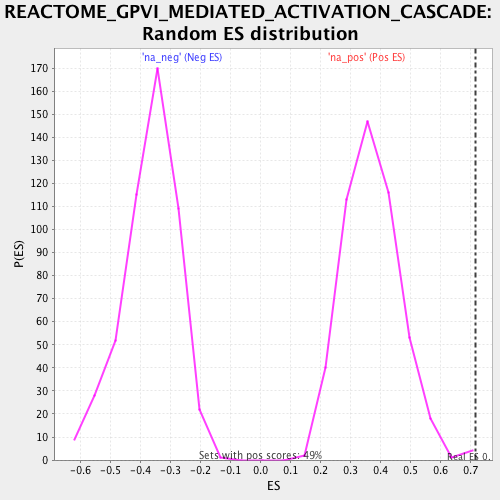 REACTOME_GPVI_MEDIATED_ACTIVATION_CASCADE:
Random ES distribution
'na_neg' (Neg ES) 'na_pos' (Pos ES)
170
160
150
140
130
120
110
100
90
80
70
60
50
40
30
20
10
0
P(ES)
Sets with pos scores: 49%
Real ES 0.
-0.6 -0.5 -0.4 -0.3 -0.2 -0.1 0.0 0.1 0.2 0.3 0.4 0.5 0.6 0.7
ES